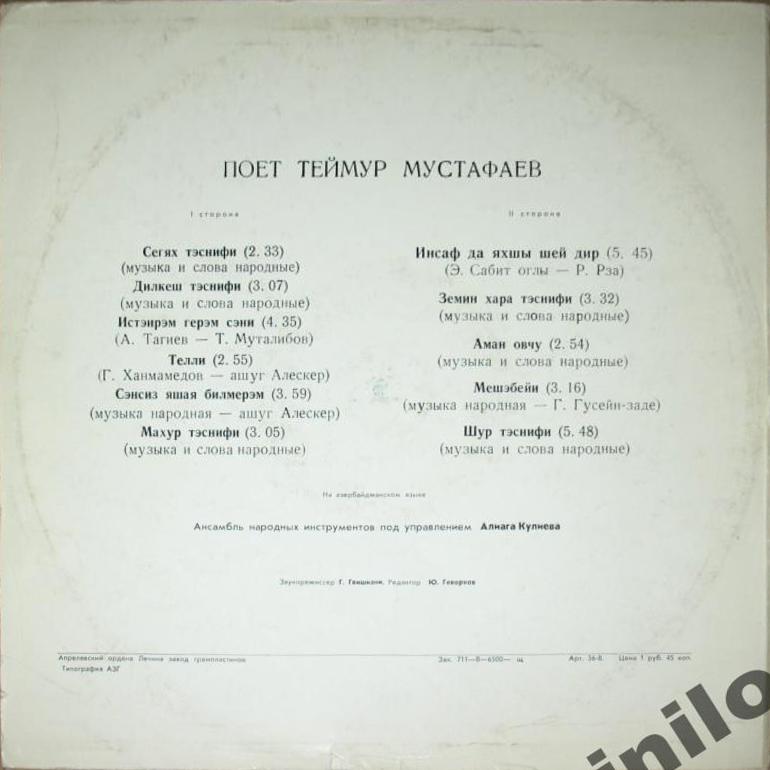 ПОЕТ ТЕЙМУР МУСТАФАЕВ
I сторона
Сегях тэснифи (2. 33)
(музыка и слова народные)
Дилкеш тэснифи (3. 07)
(музыка и слова народные)
Истэирэм герэм сэни (4. 35)
(А. Тагиев — Т. Муталибов)
Телли (2. 55)
(Г. Ханмамедов — ашуг Алескер)
Сэнсиз яшая билмерэм (3. 59)
(музыка народная — ашуг Алескер)
Махур тэснифи (3. 05)
(музыка и слова народные)
II сторона
Инсаф да яхшы шей дир (5. 45)
(Э. Сабит оглы — Р. Рза)
Земин хара тэснифи (3. 32)
(музыка и слова народные)
Аман овчу (2. 54)
(музыка и слова народные)
Мешэбейи (3. 16)
(музыка народная — Г. Гусейн-заде)
Шур тэснифи (5. 48)
(музыка и слова народные)
На азербайджанском языке
Ансамбль народных инструментов под управлением Алиага Кулиева
Звукорежиссер Г. Гвишиани. Редактор Ю. Геворков
Апрелевский ордена Ленина завод грампластинок
Типография АЗГ
Зак. 711—В—6500— щ
Арт. 36-8. Цена 1 руб. 45 коп.
inilo